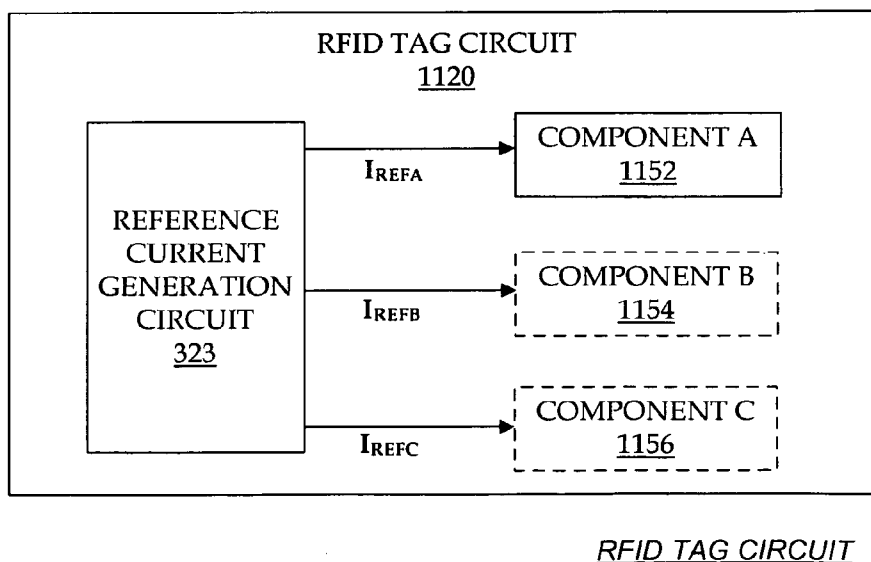 RFID TAG CIRCUIT
1120
REFERENCE
CURRENT
GENERATION
CIRCUIT
323
IREFA
COMPONENT A
1152
IREFB
COMPONENT B
1154
IREFC
COMPONENT C
1156
RFID TAG CIRCUIT